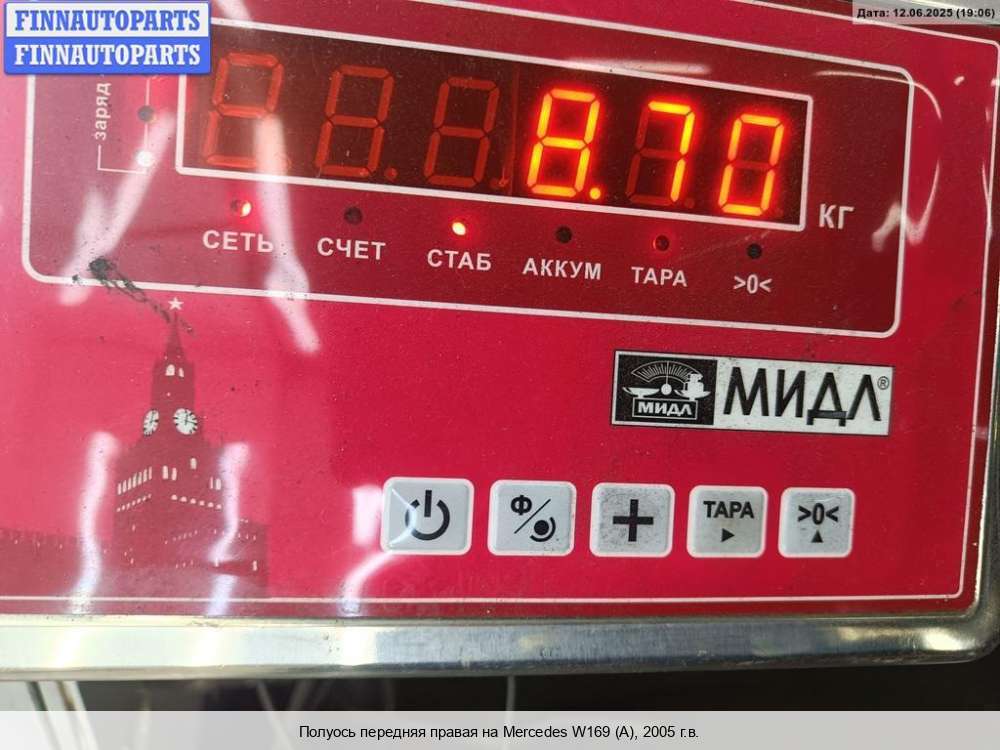 FINNAUTOPARTS
FINNAUTOPARTS
Дата: 12.06.2025 (19:06)
заряд
8.70
КГ
СЕТЬ СЧЕТ СТАБ АККУМ ТАРА >0<
МИДЛ МИДЛ®
Ф/ + ТАРА >0<
Полуось передняя правая на Mercedes W169 (A), 2005 г.в.